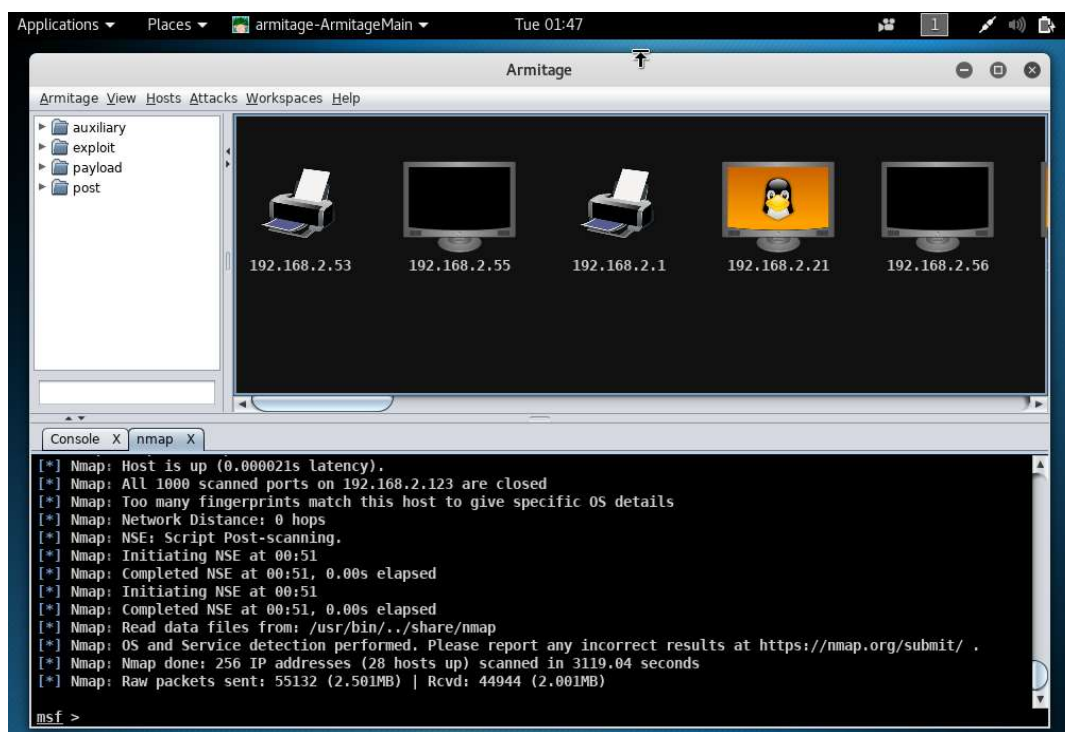 Applications ▾ Places ▾ armitage-ArmitageMain ▾ Tue 01:47 1
Armitage
Armitage View Hosts Attacks Workspaces Help
auxiliary
exploit
payload
post
192.168.2.53 192.168.2.55 192.168.2.1 192.168.2.21 192.168.2.56
Console X nmap X
[*] Nmap: Host is up (0.000021s latency).
[*] Nmap: All 1000 scanned ports on 192.168.2.123 are closed
[*] Nmap: Too many fingerprints match this host to give specific OS details
[*] Nmap: Network Distance: 0 hops
[*] Nmap: NSE: Script Post-scanning.
[*] Nmap: Initiating NSE at 00:51
[*] Nmap: Completed NSE at 00:51, 0.00s elapsed
[*] Nmap: Initiating NSE at 00:51
[*] Nmap: Completed NSE at 00:51, 0.00s elapsed
[*] Nmap: Read data files from: /usr/bin/../share/nmap
[*] Nmap: OS and Service detection performed. Please report any incorrect results at https://nmap.org/submit/ .
[*] Nmap: Nmap done: 256 IP addresses (28 hosts up) scanned in 3119.04 seconds
[*] Nmap: Raw packets sent: 55132 (2.501MB) | Rcvd: 44944 (2.001MB)
msf >